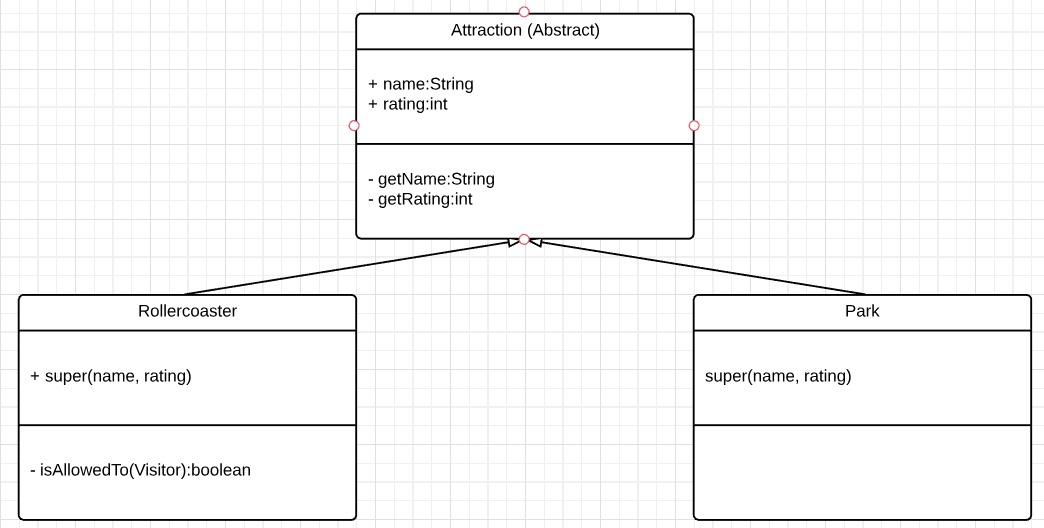 Attraction (Abstract)
+ name:String
+ rating:int
- getName:String
- getRating:int
Rollercoaster
+ super(name, rating)
- isAllowedTo(Visitor):boolean
Park
super(name, rating)